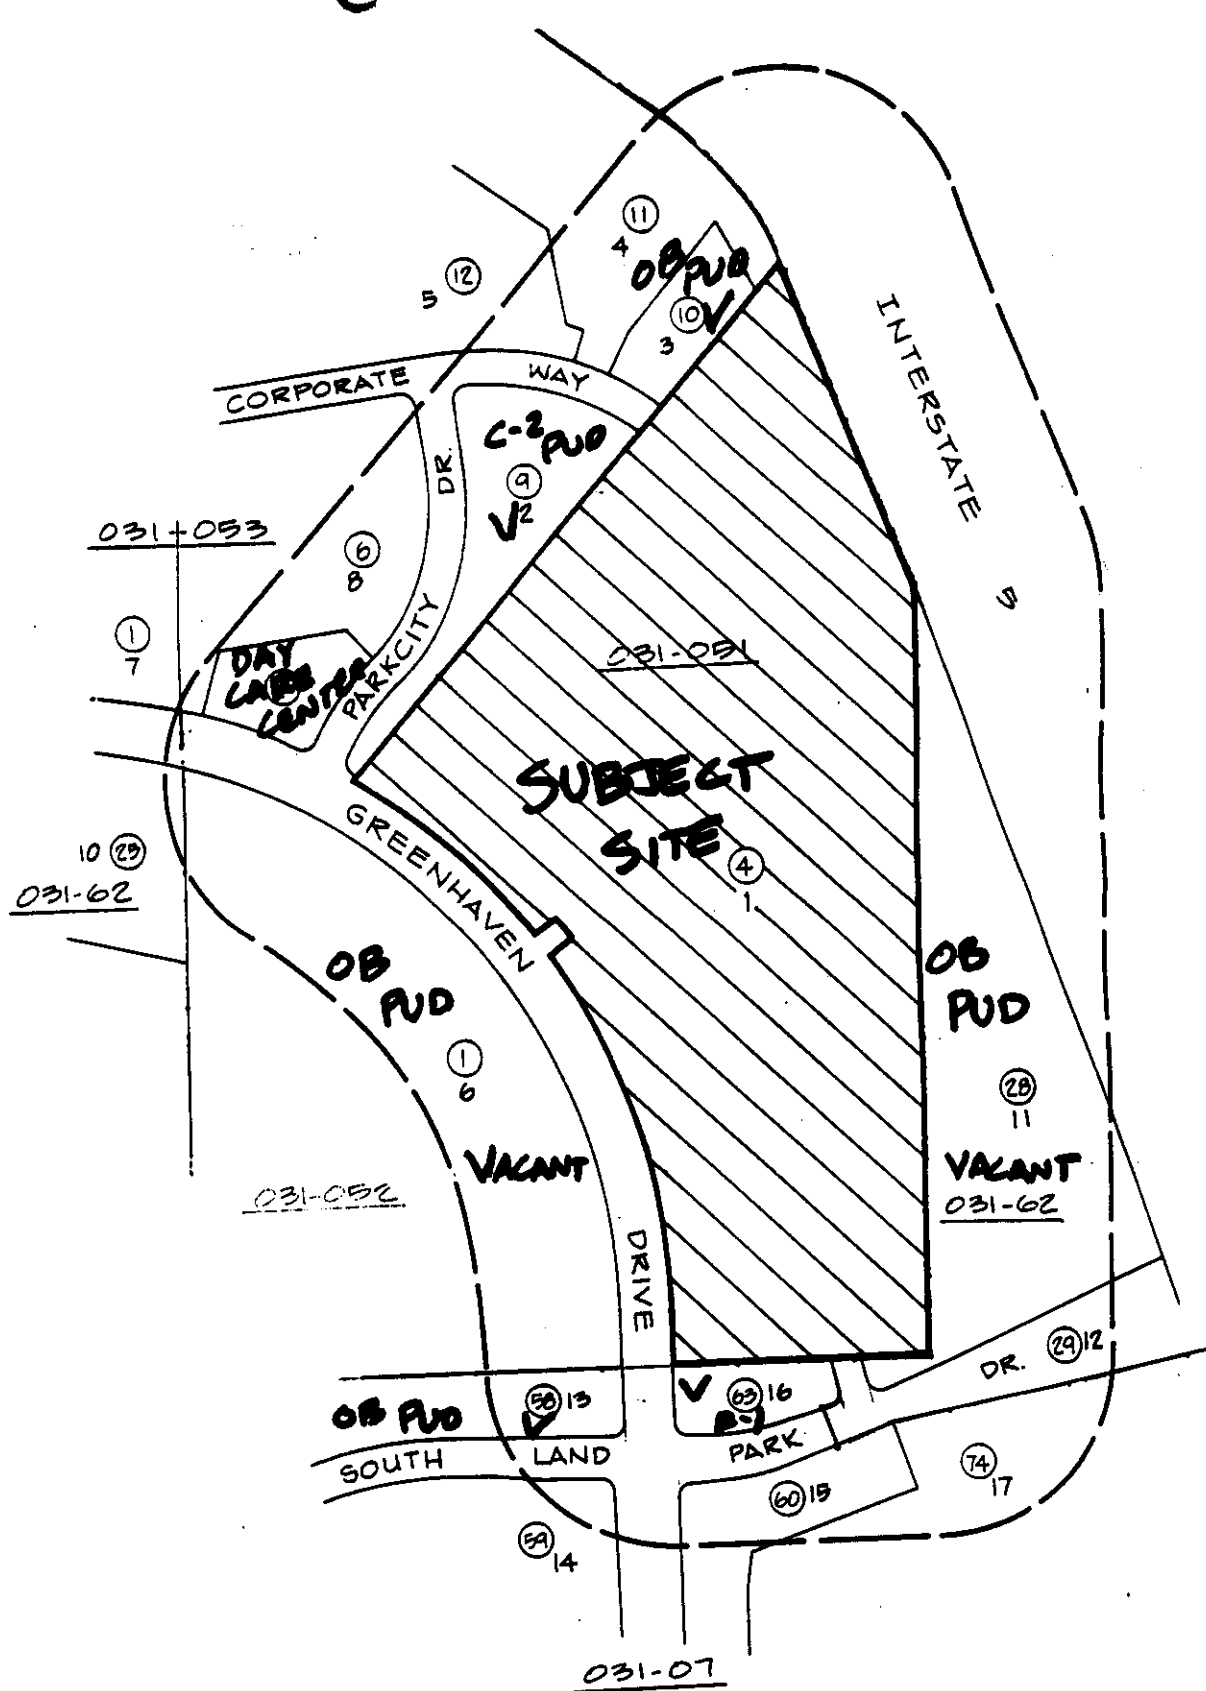 11
4
OB PUD
12
5
10 V
3
INTERSTATE 5
CORPORATE WAY
C-2 PUD
9
V 2
DR.
031-053
6
8
1
7
DAY
CARE
CENTER
PARKCITY
031-051
SUBJECT
SITE
4
1
GREENHAVEN
10
031-62
OB
PUD
OB
PUD
1
6
28
11
VACANT
VACANT
031-62
031-052
DRIVE
DR.
29 12
58 13
V
V
63 16
OB PUD
SOUTH LAND PARK
60 15
74
17
59
14
031-07